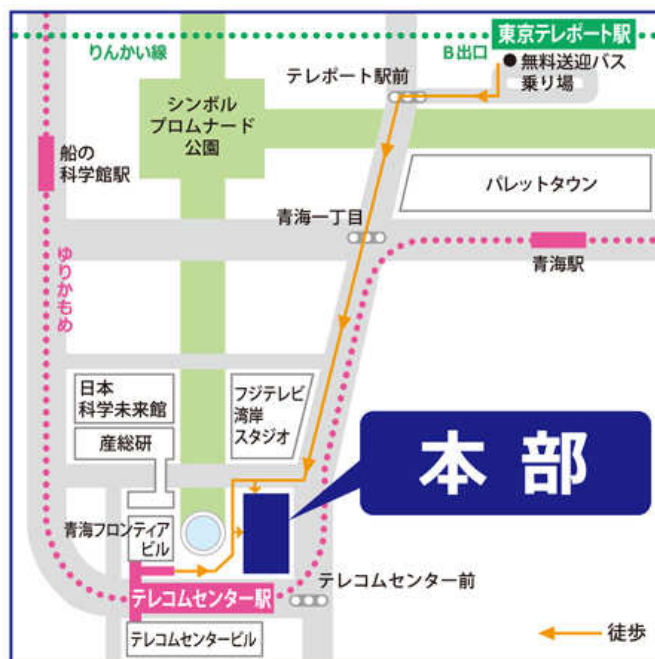 東京テレポート駅
りんかい線
B出口
●無料送迎バス
乗り場
テレポート駅前
シンボル
プロムナード
公園
船の
科学館駅
パレットタウン
青海一丁目
青海駅
ゆりかもめ
日本
科学未来館
フジテレビ
湾岸
スタジオ
産総研
本部
青海フロンティア
ビル
テレコムセンター駅
テレコムセンター前
テレコムセンタービル
徒歩